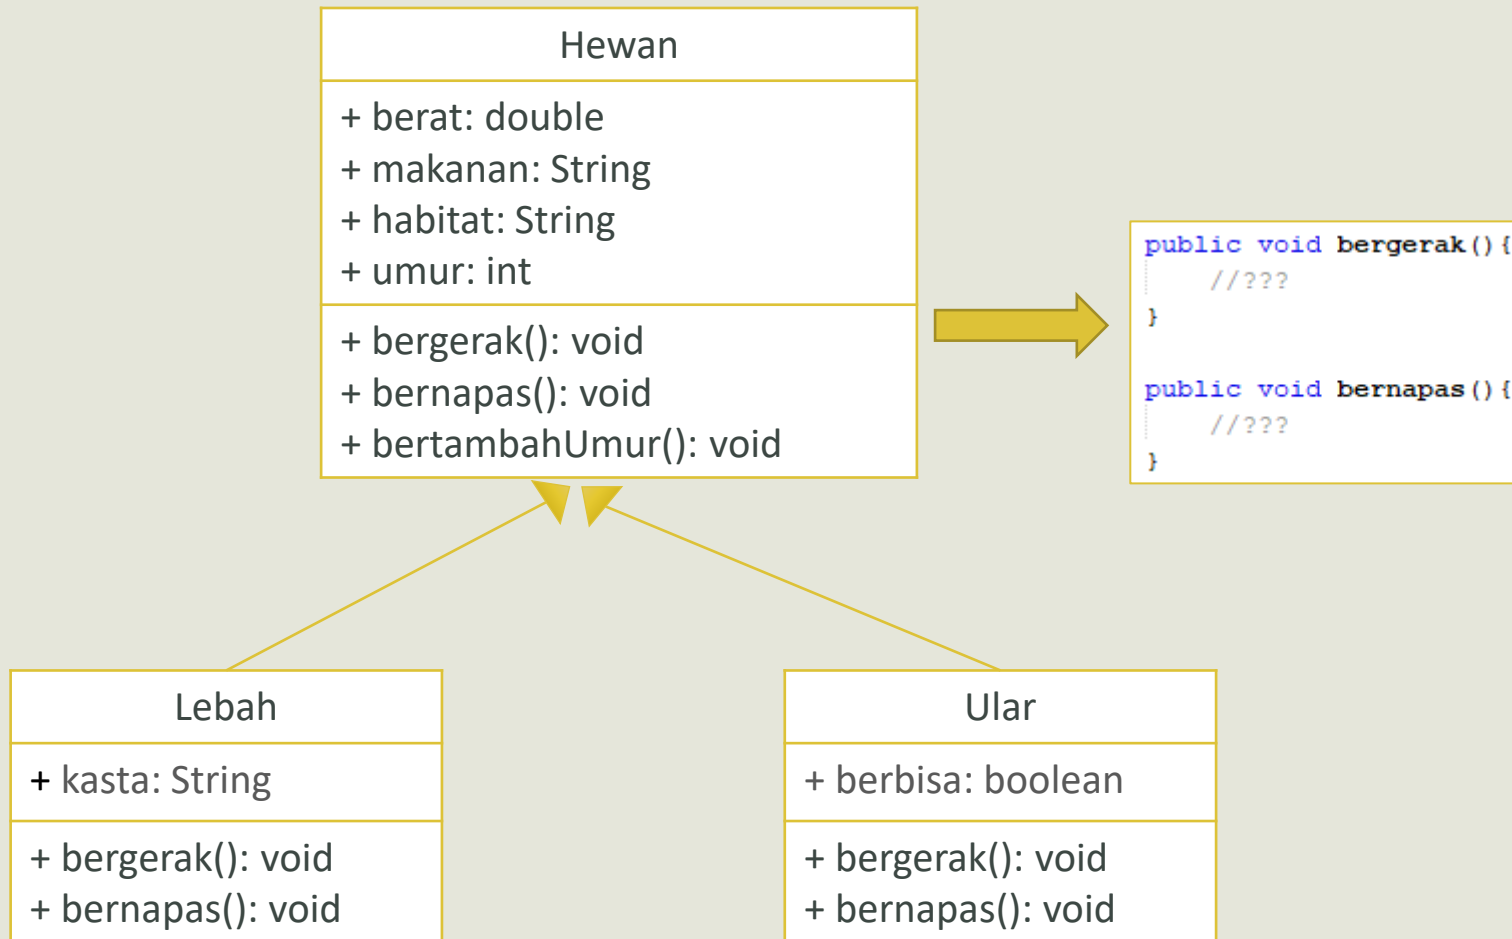 Hewan
+ berat: double
+ makanan: String
+ habitat: String
+ umur: int
+ bergerak(): void
+ bernapas(): void
+ bertambahUmur(): void
public void bergerak(){
//???
}
public void bernapas(){
//???
}
Lebah
+ kasta: String
+ bergerak(): void
+ bernapas(): void
Ular
+ berbisa: boolean
+ bergerak(): void
+ bernapas(): void